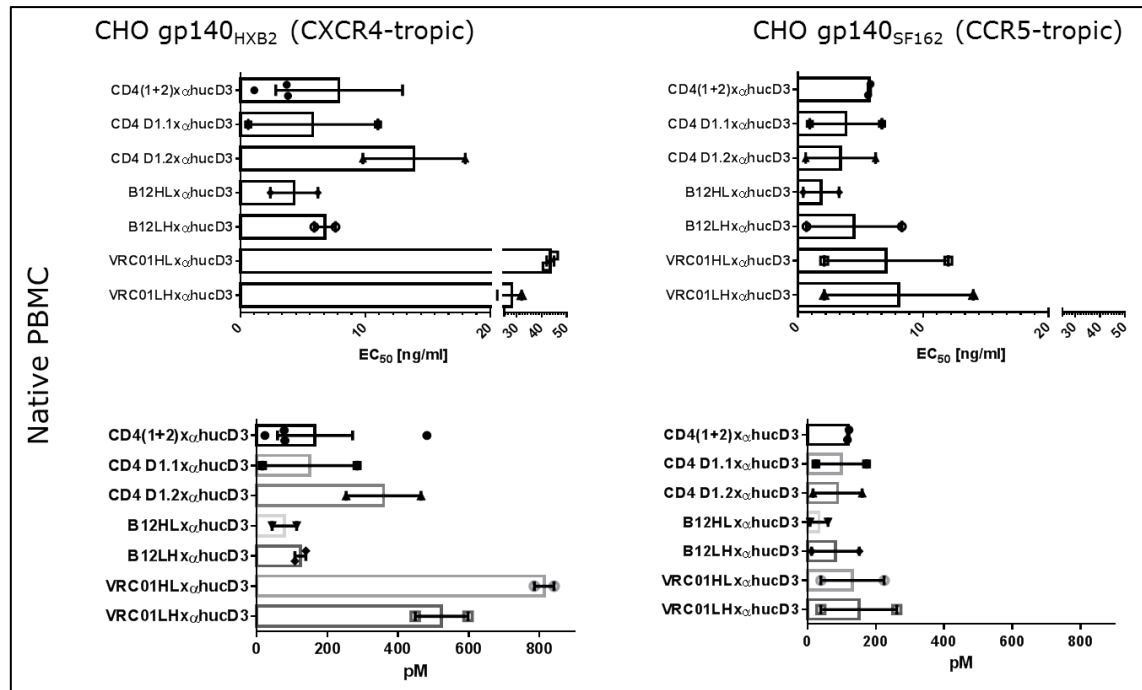 CHO gp140HXB2 (CXCR4-tropic)
CHO gp140SF162 (CCR5-tropic)
Native PBMC
CD4(1+2)xαhucD3
CD4 D1.1xαhucD3
CD4 D1.2xαhucD3
B12HLxαhucD3
B12LHxαhucD3
VRC01HLxαhucD3
VRC01LHxαhucD3
0 10 20 30 40 50
EC50 [ng/ml]
CD4(1+2)xαhucD3
CD4 D1.1xαhucD3
CD4 D1.2xαhucD3
B12HLxαhucD3
B12LHxαhucD3
VRC01HLxαhucD3
VRC01LHxαhucD3
0 10 20 30 40 50
EC50 [ng/ml]
CD4(1+2)xαhucD3
CD4 D1.1xαhucD3
CD4 D1.2xαhucD3
B12HLxαhucD3
B12LHxαhucD3
VRC01HLxαhucD3
VRC01LHxαhucD3
0 200 400 600 800
pM
CD4(1+2)xαhucD3
CD4 D1.1xαhucD3
CD4 D1.2xαhucD3
B12HLxαhucD3
B12LHxαhucD3
VRC01HLxαhucD3
VRC01LHxαhucD3
0 200 400 600 800
pM